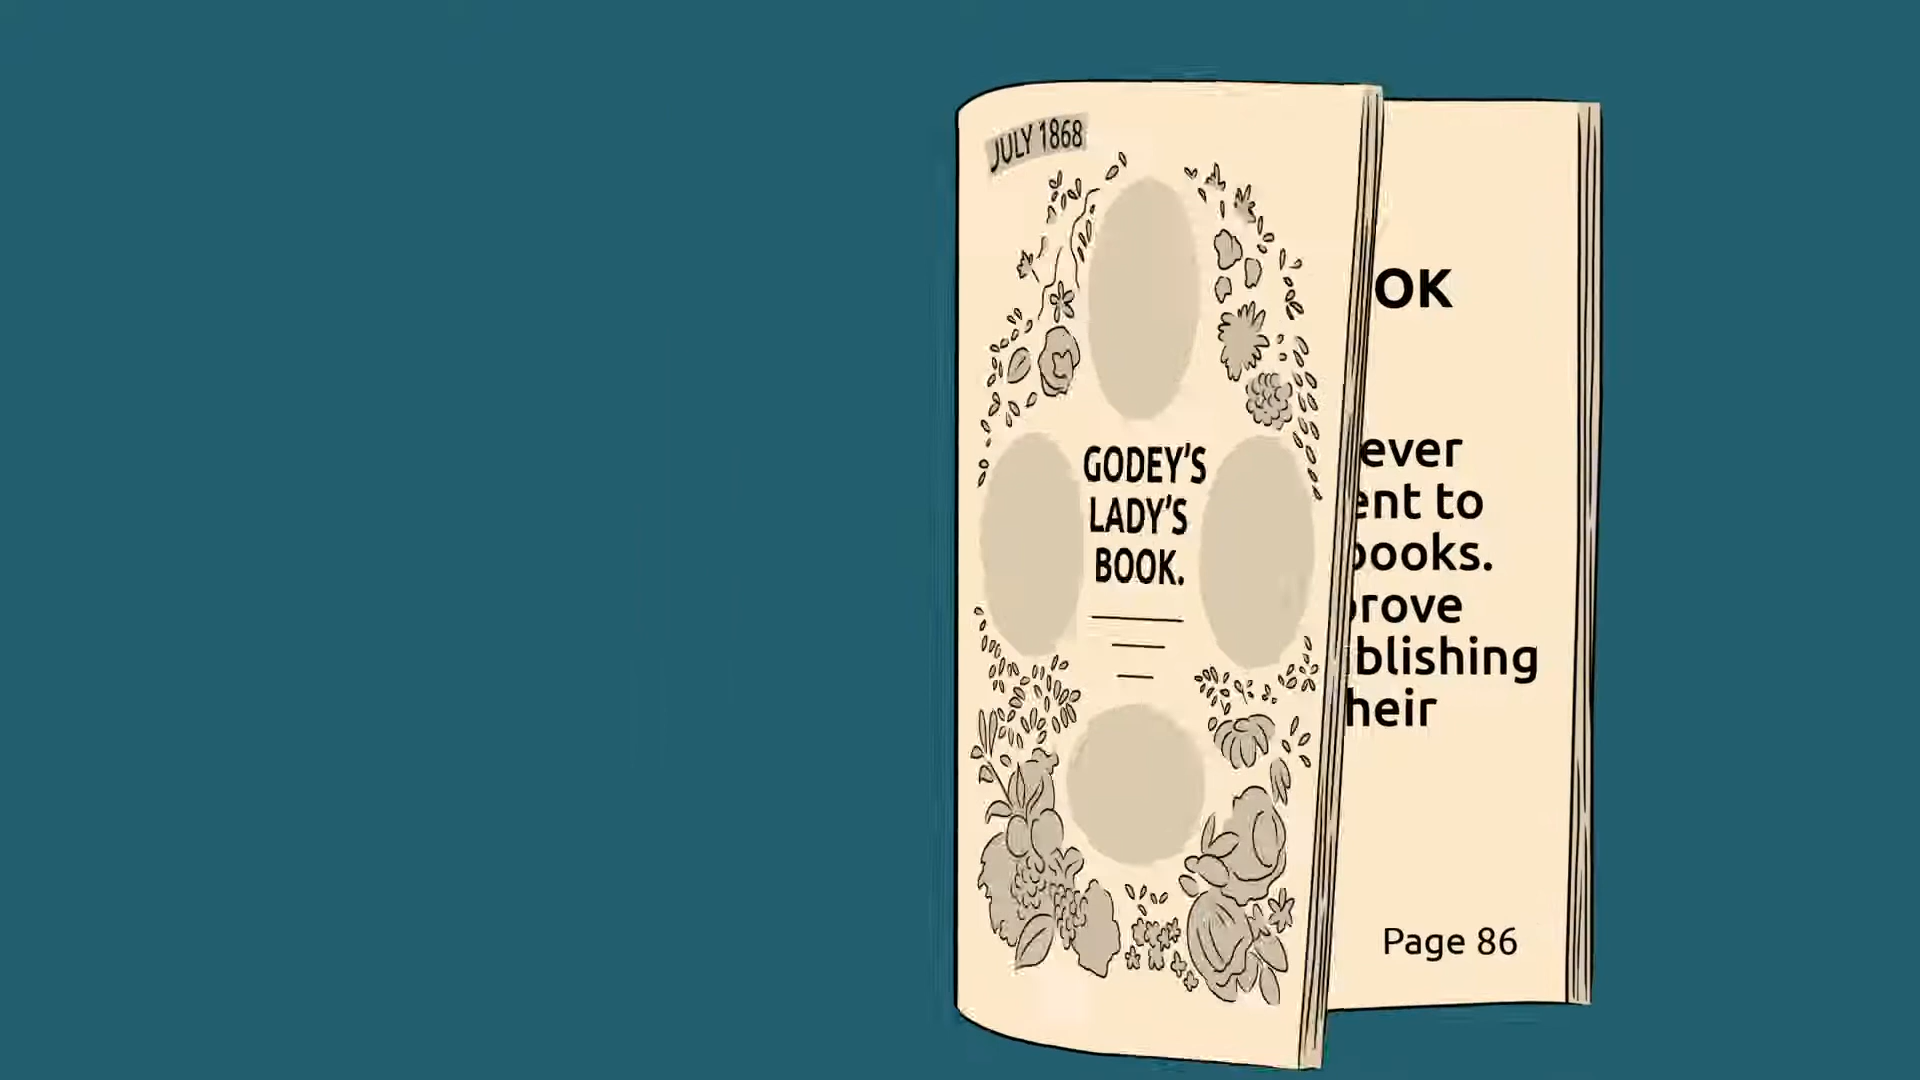 JULY 1868
GODEY'S
LADY'S
BOOK.
OK
ever
ent to
books.
prove
blishing
heir
Page 86